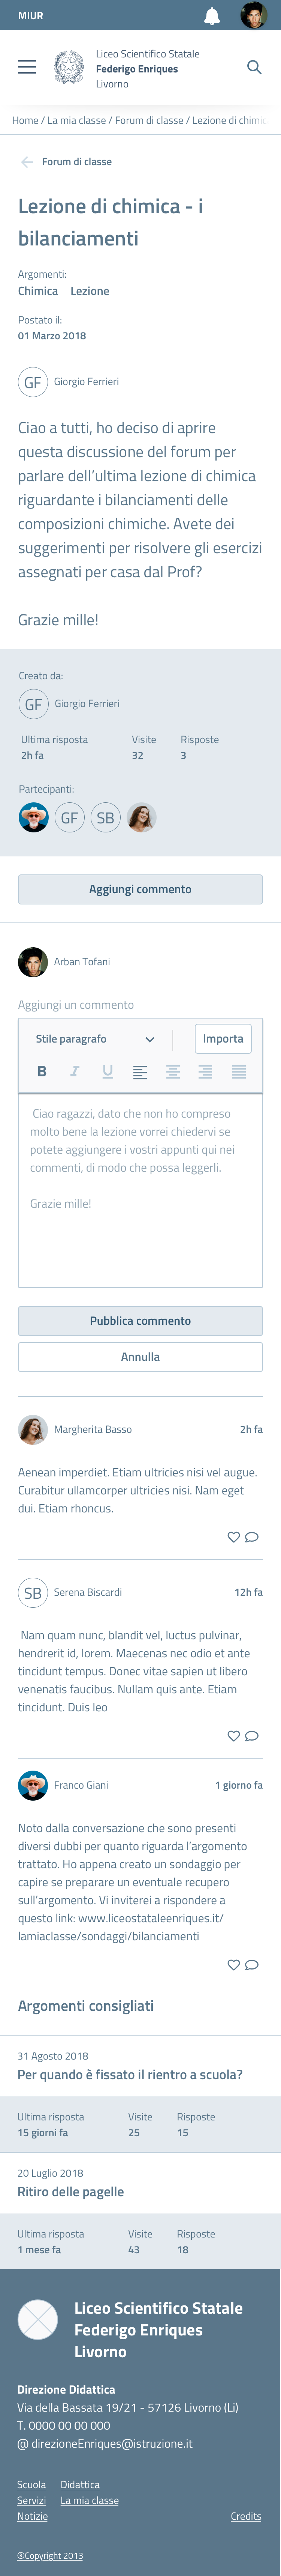 MIUR
Liceo Scientifico Statale
Federigo Enriques
Livorno
Home / La mia classe / Forum di classe / Lezione di chimic
Forum di classe
Lezione di chimica - i
bilanciamenti
Argomenti:
Chimica Lezione
Postato il:
01 Marzo 2018
GF Giorgio Ferrieri
Ciao a tutti, ho deciso di aprire
questa discussione del forum per
parlare dell'ultima lezione di chimica
riguardante i bilanciamenti delle
composizioni chimiche. Avete dei
suggerimenti per risolvere gli esercizi
assegnati per casa dal Prof?
Grazie mille!
Creato da:
GF Giorgio Ferrieri
Ultima risposta Visite Risposte
2h fa 32 3
Partecipanti:
GF SB
Aggiungi commento
Arban Tofani
Aggiungi un commento
Stile paragrafo Importa
B I U
Ciao ragazzi, dato che non ho compreso
molto bene la lezione vorrei chiedervi se
potete aggiungere i vostri appunti qui nei
commenti, di modo che possa leggerli.
Grazie mille!
Pubblica commento
Annulla
Margherita Basso 2h fa
Aenean imperdiet. Etiam ultricies nisi vel augue.
Curabitur ullamcorper ultricies nisi. Nam eget
dui. Etiam rhoncus.
SB Serena Biscardi 12h fa
Nam quam nunc, blandit vel, luctus pulvinar,
hendrerit id, lorem. Maecenas nec odio et ante
tincidunt tempus. Donec vitae sapien ut libero
venenatis faucibus. Nullam quis ante. Etiam
tincidunt. Duis leo
Franco Giani 1 giorno fa
Noto dalla conversazione che sono presenti
diversi dubbi per quanto riguarda l'argomento
trattato. Ho appena creato un sondaggio per
capire se preparare un eventuale recupero
sull'argomento. Vi inviterei a rispondere a
questo link: www.liceostataleenriques.it/
lamiaclasse/sondaggi/bilanciamenti
Argomenti consigliati
31 Agosto 2018
Per quando è fissato il rientro a scuola?
Ultima risposta Visite Risposte
15 giorni fa 25 15
20 Luglio 2018
Ritiro delle pagelle
Ultima risposta Visite Risposte
1 mese fa 43 18
Liceo Scientifico Statale
Federigo Enriques
Livorno
Direzione Didattica
Via della Bassata 19/21 - 57126 Livorno (Li)
T. 0000 00 00 000
@ direzioneEnriques@istruzione.it
Scuola Didattica
Servizi La mia classe
Notizie Credits
®Copyright 2013